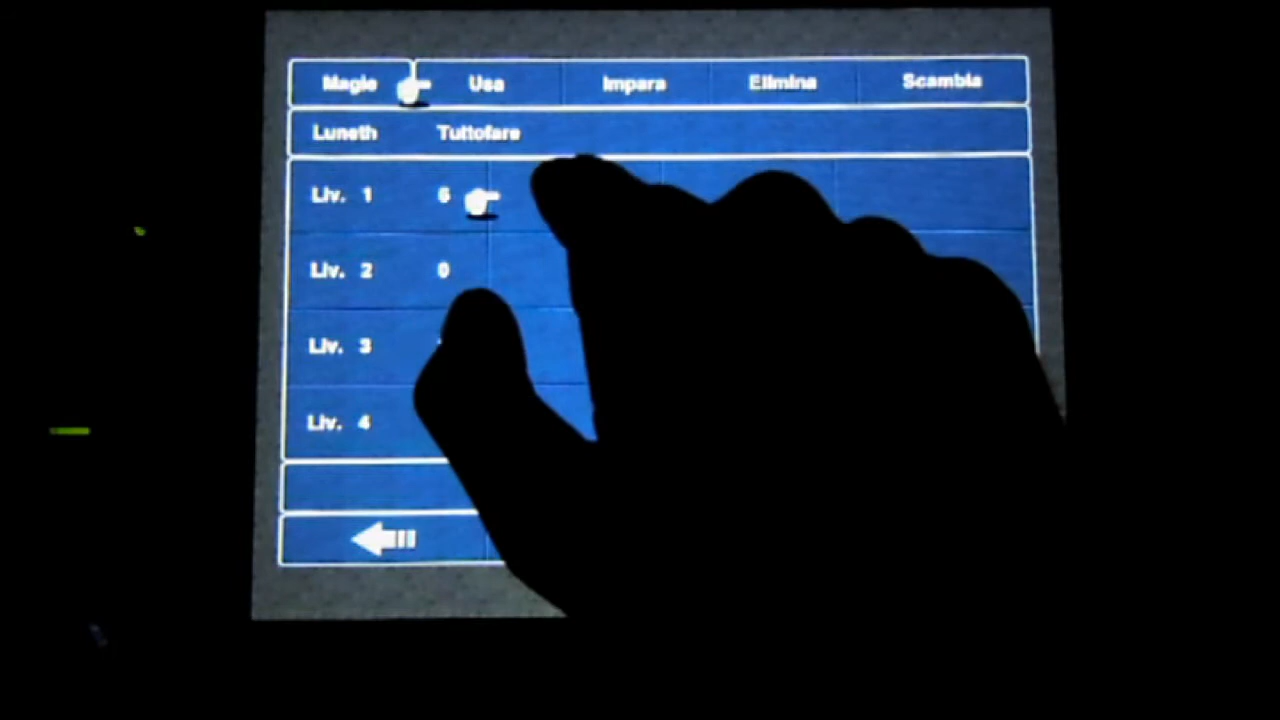 Magie Usa Impara Elimina Scambia
Luneth Tuttofare
Liv. 1 6
Liv. 2 0
Liv. 3
Liv. 4